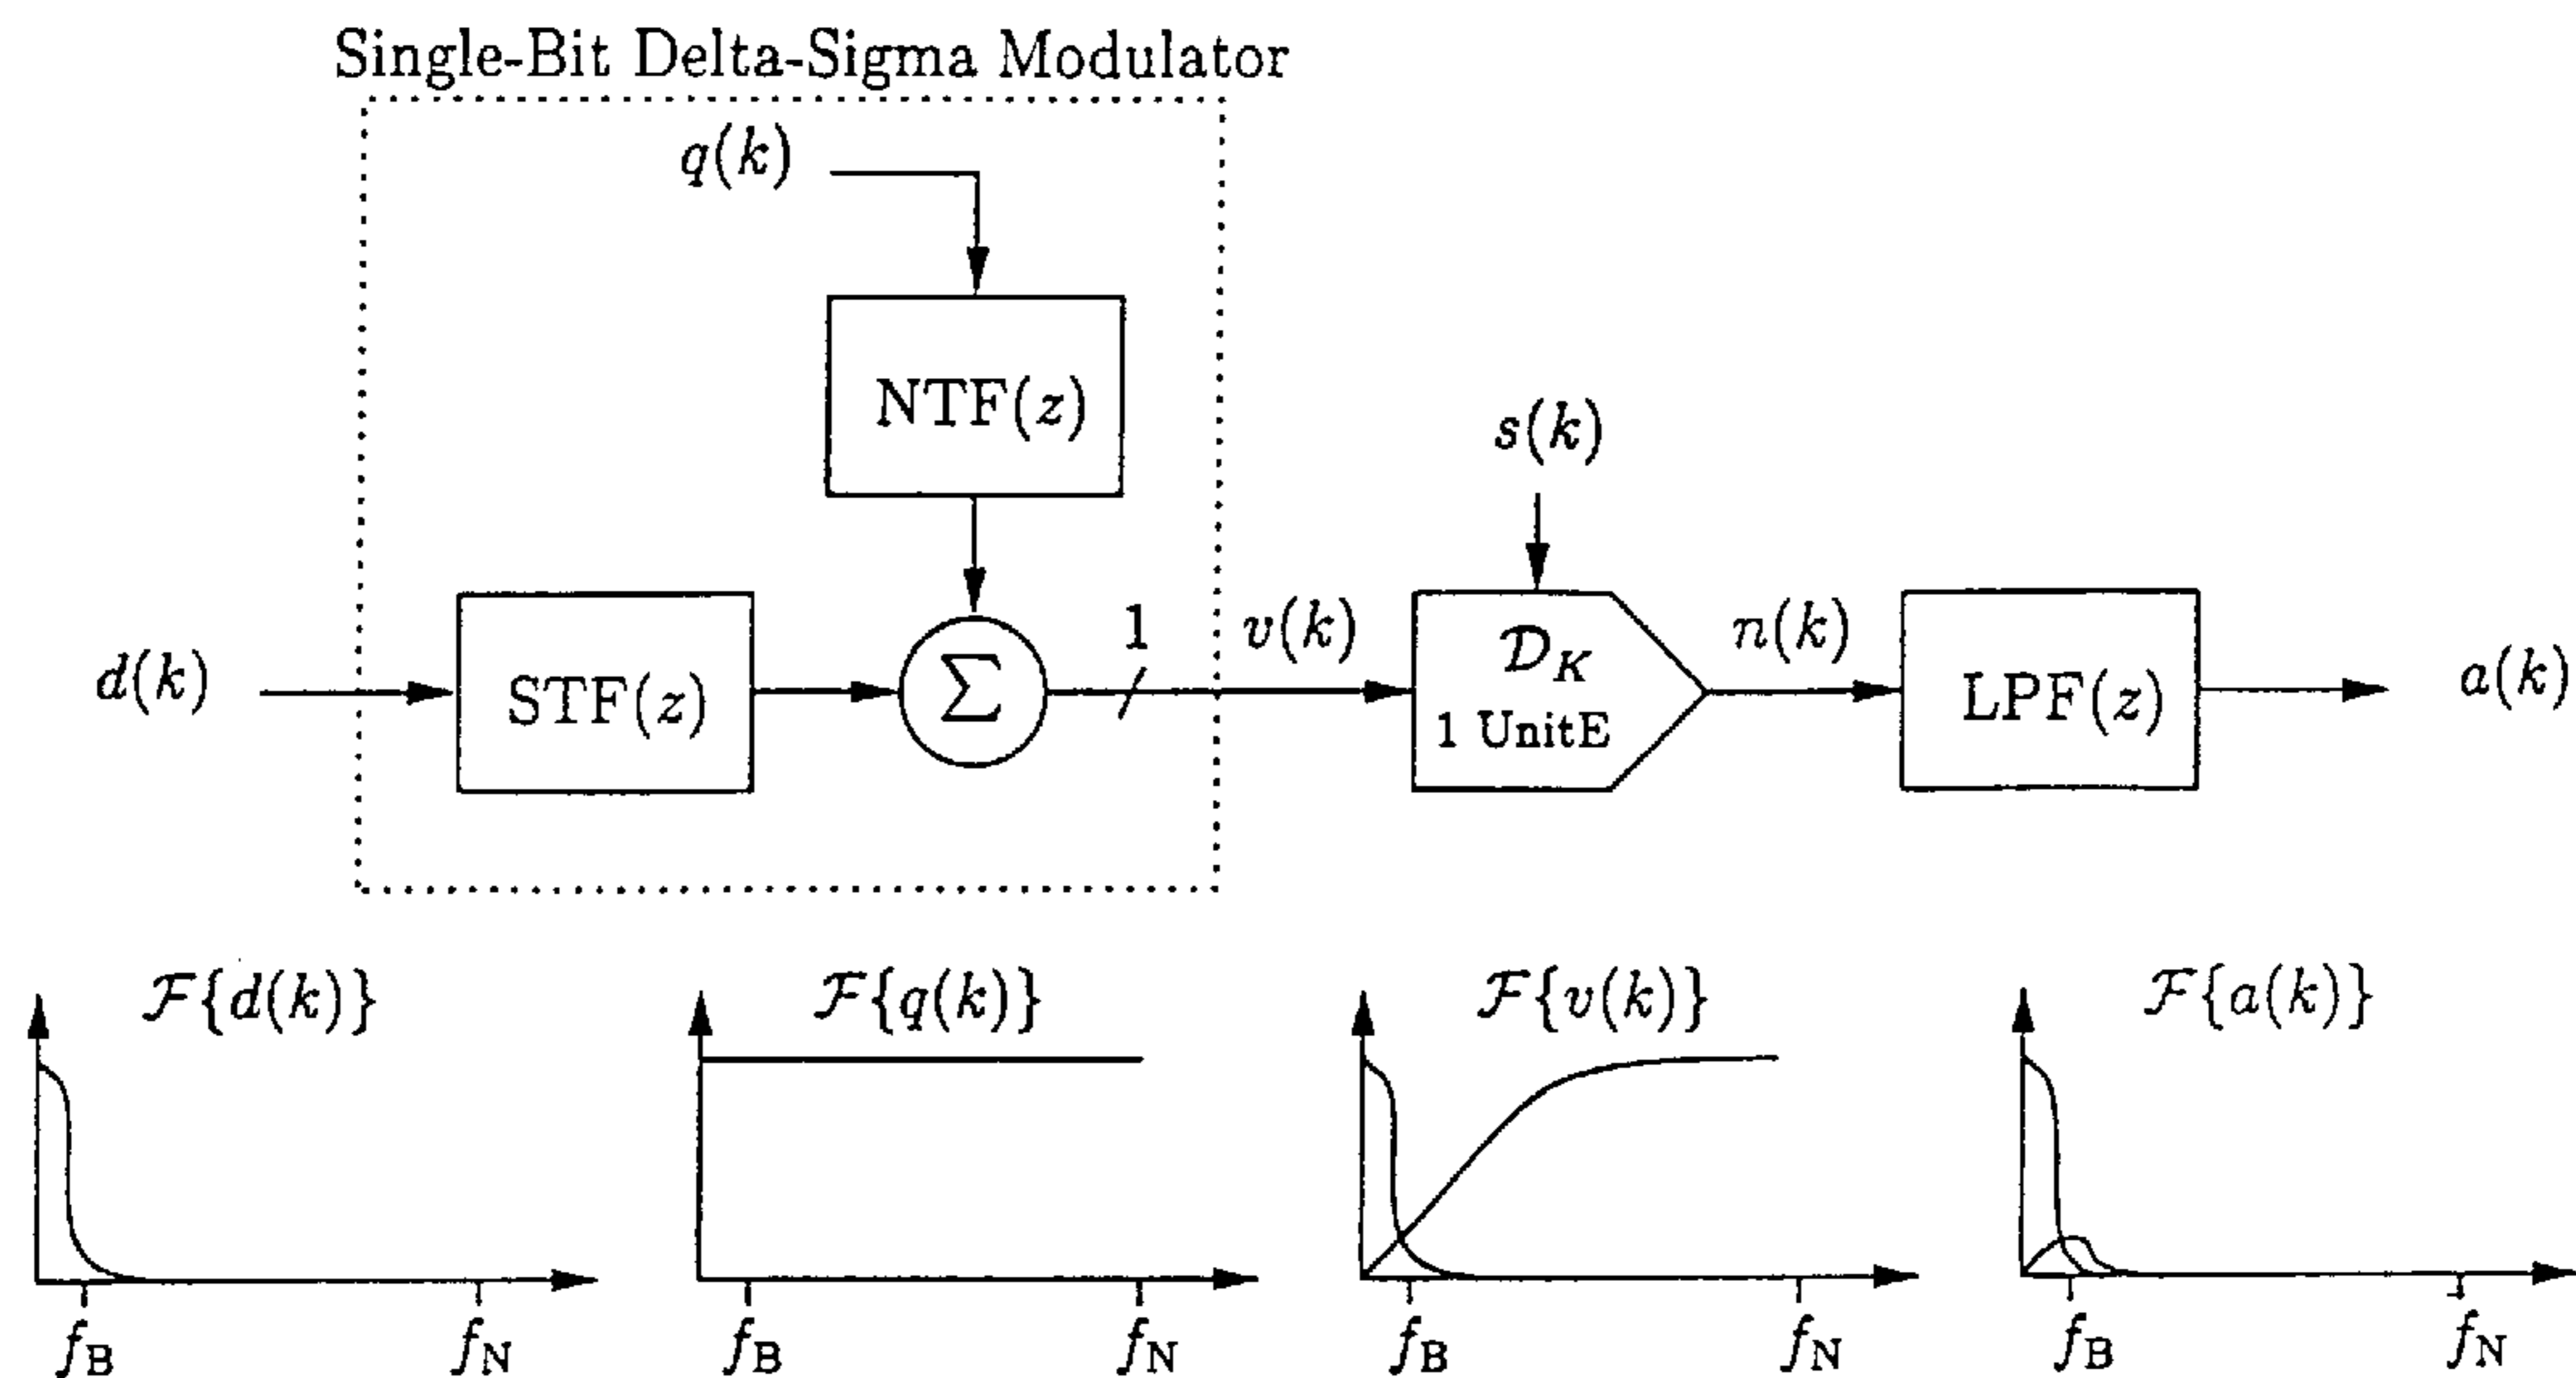 Single-Bit Delta-Sigma Modulator
q(k)
NTF(z)
s(k)
d(k)
STF(z)
Σ
1
v(k)
𝒟_K
1 UnitE
n(k)
LPF(z)
a(k)
ℱ{d(k)}
ℱ{q(k)}
ℱ{v(k)}
ℱ{a(k)}
f_B
f_N
f_B
f_N
f_B
f_N
f_B
f_N